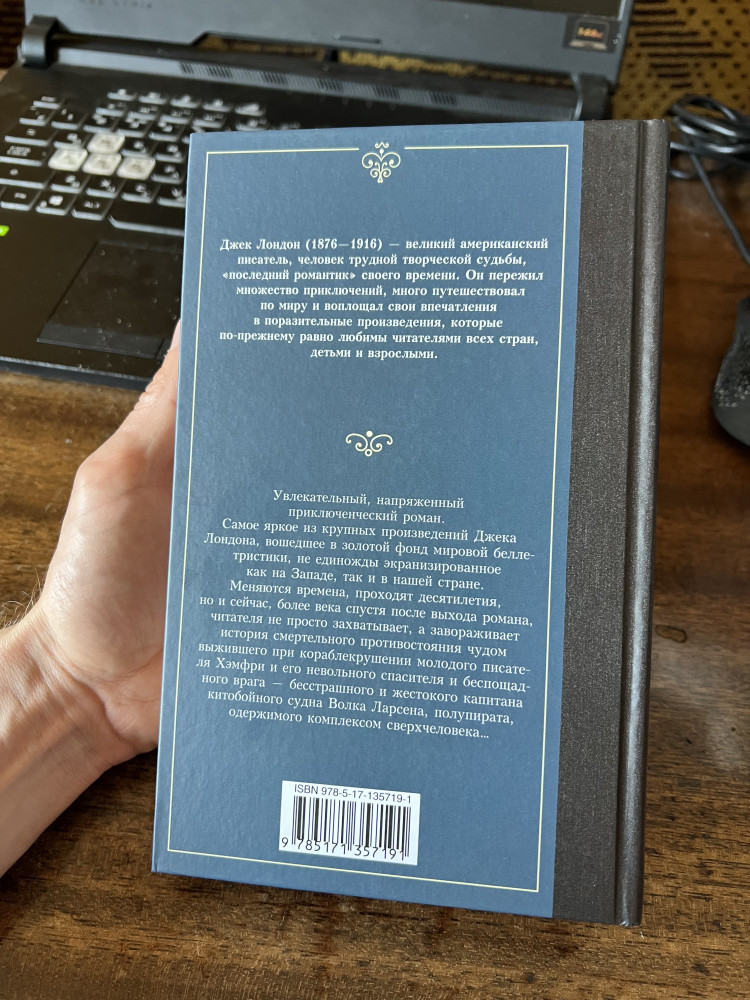 Джек Лондон (1876—1916) — великий американский
писатель, человек трудной творческой судьбы,
«последний романтик» своего времени. Он пережил
множество приключений, много путешествовал
по миру и воплощал свои впечатления
в поразительные произведения, которые
по-прежнему равно любимы читателями всех стран,
детьми и взрослыми.
Увлекательный, напряженный
приключенческий роман.
Самое яркое из крупных произведений Джека
Лондона, вошедшее в золотой фонд мировой белле-
тристики, не единожды экранизированное
как на Западе, так и в нашей стране.
Меняются времена, проходят десятилетия,
но и сейчас, более века спустя после выхода романа,
читателя не просто захватывает, а завораживает
история смертельного противостояния чудом
выжившего при кораблекрушении молодого писате-
ля Хэмфри и его невольного спасителя и беспощад-
ного врага — бесстрашного и жестокого капитана
китобойного судна Волка Ларсена, полупирата,
одержимого комплексом сверхчеловека...
ISBN 978-5-17-135719-1
9 785171 357191